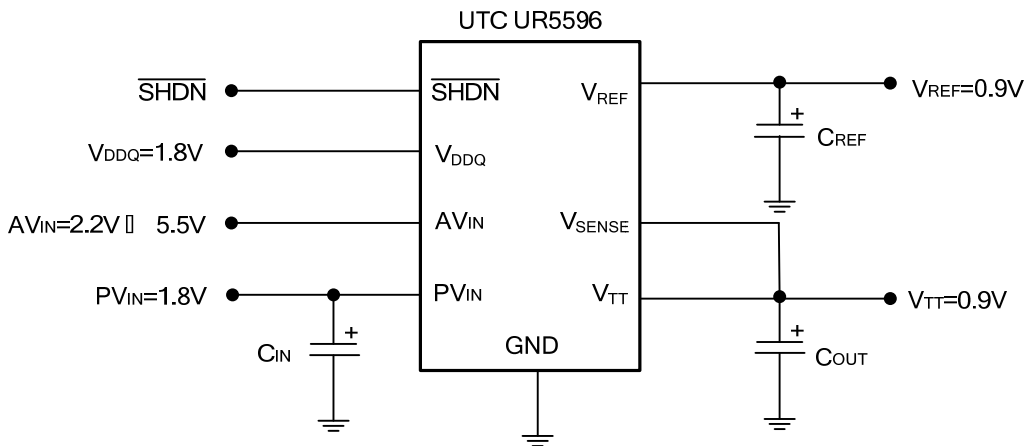 UTC UR5596
SHDN
SHDN
VREF
VREF=0.9V
CREF
VDDQ=1.8V
VDDQ
AVIN=2.2V▯ 5.5V
AVIN
VSENSE
PVIN=1.8V
PVIN
VTT
VTT=0.9V
CIN
+
GND
+
COUT
+